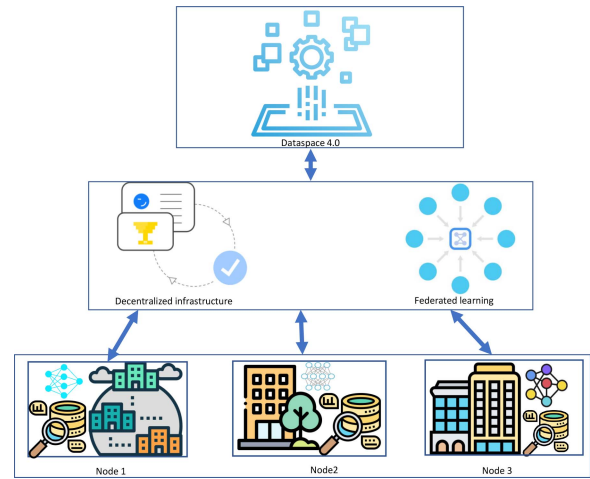 Dataspace 4.0
Decentralized infrastructure
Federated learning
Node 1
Node2
Node 3